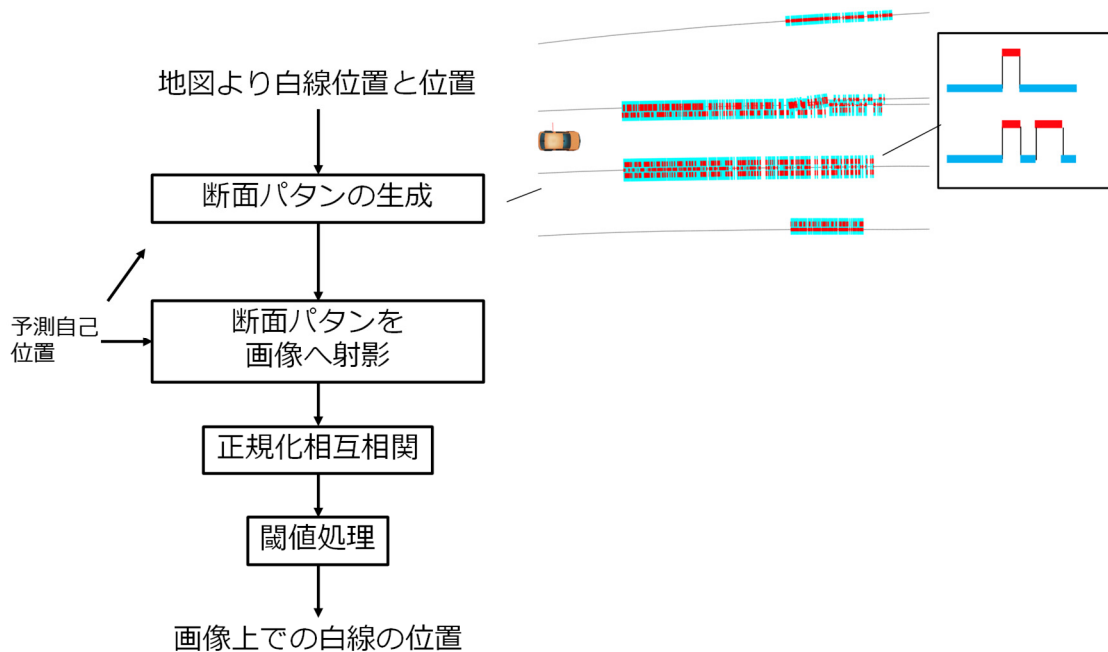 地図より白線位置と位置
断面パタンの生成
予測自己
位置
断面パタンを
画像へ射影
正規化相互相関
閾値処理
画像上での白線の位置